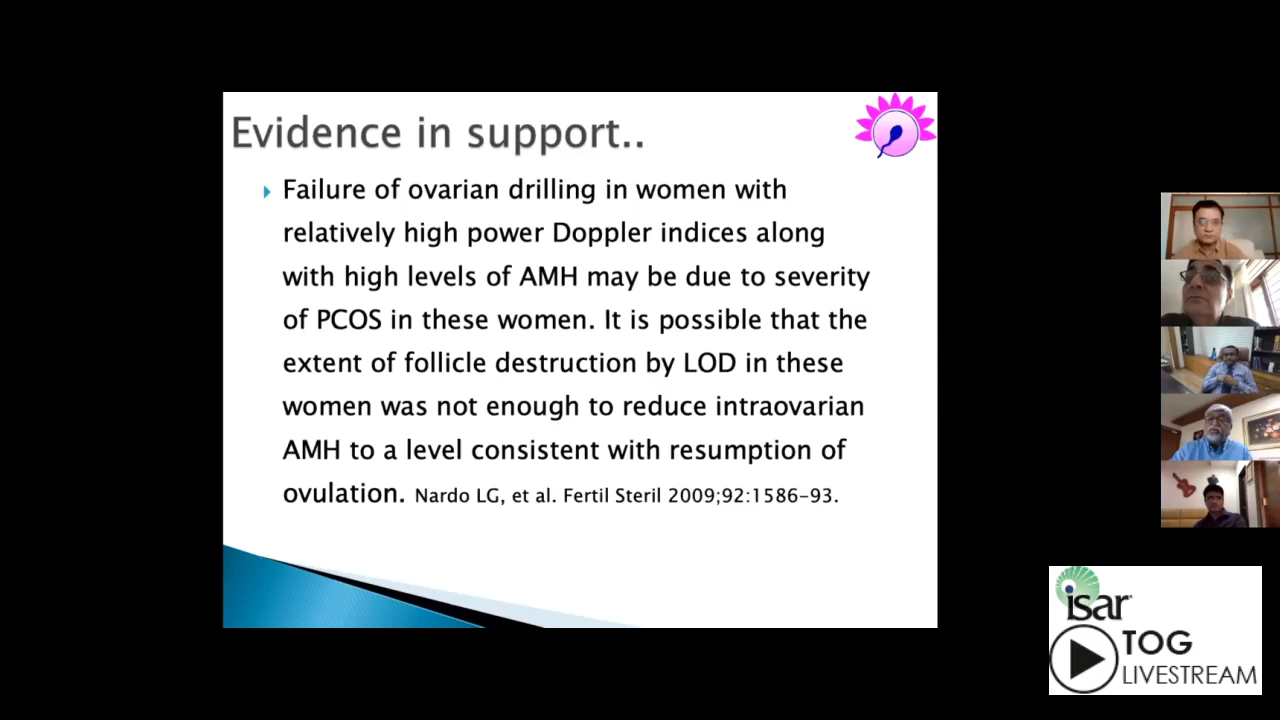 Evidence in support..
Failure of ovarian drilling in women with
relatively high power Doppler indices along
with high levels of AMH may be due to severity
of PCOS in these women. It is possible that the
extent of follicle destruction by LOD in these
women was not enough to reduce intraovarian
AMH to a level consistent with resumption of
ovulation. Nardo LG, et al. Fertil Steril 2009;92:1586-93.
isar
TOG
LIVESTREAM